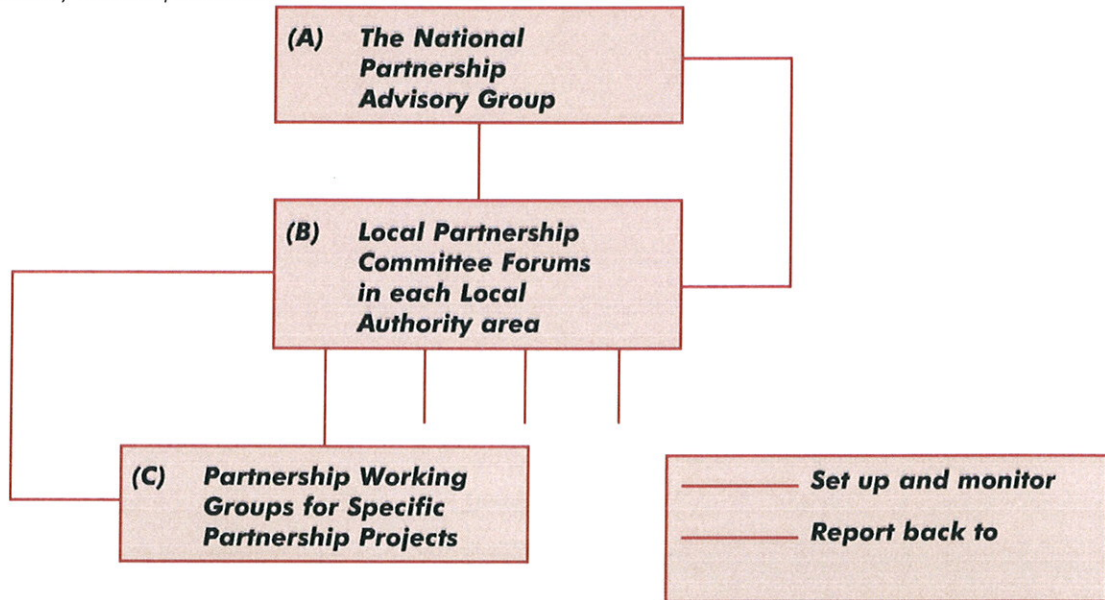 (A) The National
Partnership
Advisory Group
(B) Local Partnership
Committee Forums
in each Local
Authority area
(C) Partnership Working
Groups for Specific
Partnership Projects
Set up and monitor
Report back to